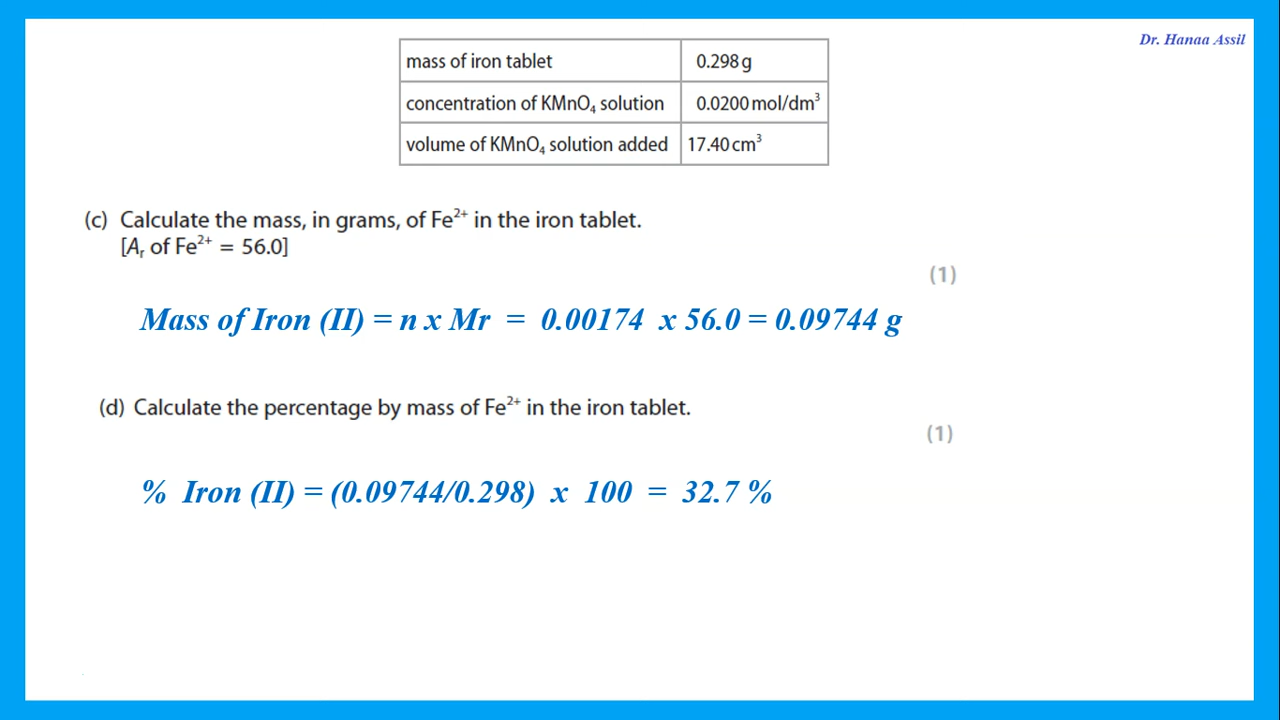 Dr. Hanaa Assil
mass of iron tablet 0.298 g
concentration of KMnO₄ solution 0.0200 mol/dm³
volume of KMnO₄ solution added 17.40 cm³
(c) Calculate the mass, in grams, of Fe²⁺ in the iron tablet.
[Aᵣ of Fe²⁺ = 56.0]
(1)
Mass of Iron (II) = n x Mr = 0.00174 x 56.0 = 0.09744 g
(d) Calculate the percentage by mass of Fe²⁺ in the iron tablet.
(1)
% Iron (II) = (0.09744/0.298) x 100 = 32.7 %